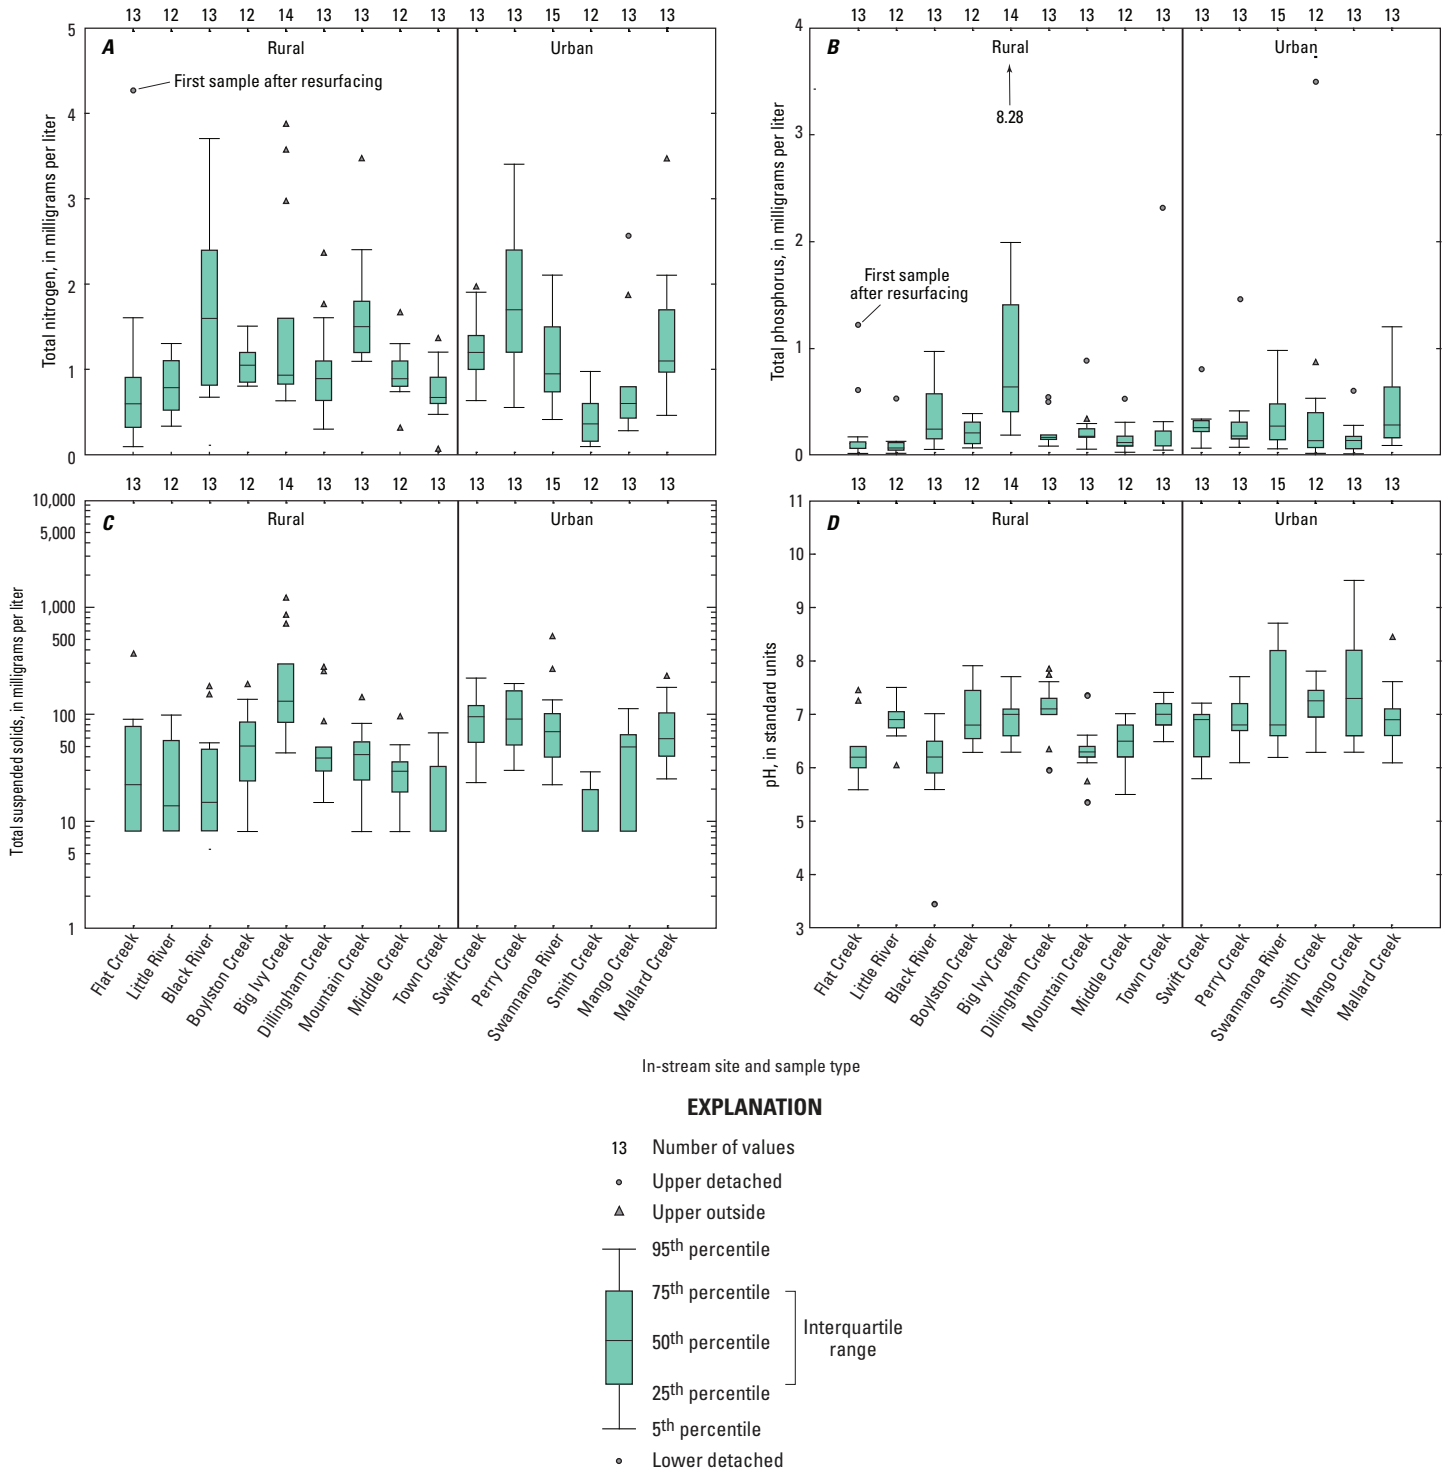 13 12 13 12 14 13 13 12 13 13 13 15 12 13 13
A
Rural
Urban
First sample after resurfacing
Total nitrogen, in milligrams per liter
5
4
3
2
1
0
13 12 13 12 14 13 13 12 13 13 13 15 12 13 13
B
Rural
Urban
8.28
First sample
after resurfacing
Total phosphorus, in milligrams per liter
4
3
2
1
0
13 12 13 12 14 13 13 12 13 13 13 15 12 13 13
C
Rural
Urban
Total suspended solids, in milligrams per liter
10,000
5,000
1,000
500
100
50
10
5
1
Flat Creek
Little River
Black River
Boylston Creek
Big Ivy Creek
Dillingham Creek
Mountain Creek
Middle Creek
Town Creek
Swift Creek
Perry Creek
Swannanoa River
Smith Creek
Mango Creek
Mallard Creek
13 12 13 12 14 13 13 12 13 13 13 15 12 13 13
D
Rural
Urban
pH, in standard units
11
10
9
8
7
6
5
4
3
Flat Creek
Little River
Black River
Boylston Creek
Big Ivy Creek
Dillingham Creek
Mountain Creek
Middle Creek
Town Creek
Swift Creek
Perry Creek
Swannanoa River
Smith Creek
Mango Creek
Mallard Creek
In-stream site and sample type
EXPLANATION
13 Number of values
Upper detached
Upper outside
95th percentile
75th percentile
50th percentile
Interquartile
range
25th percentile
5th percentile
Lower detached